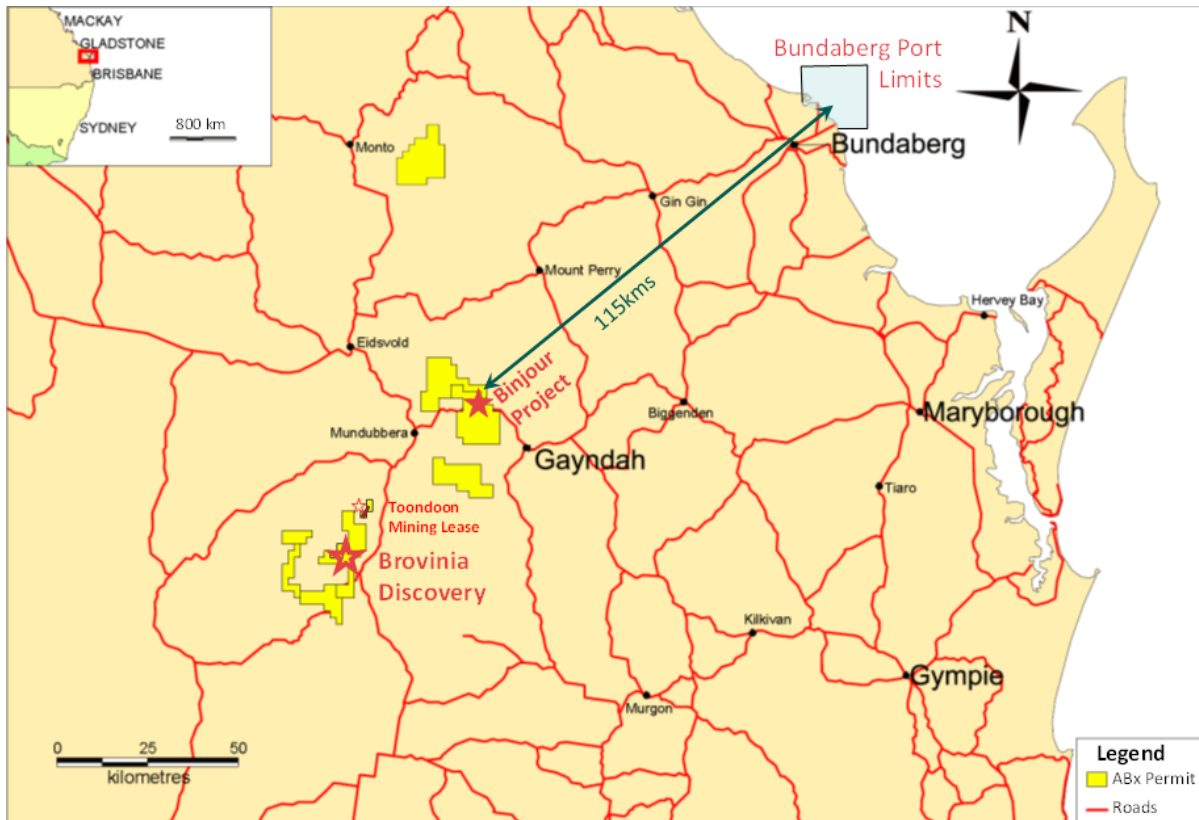 MACKAY
GLADSTONE
BRISBANE
SYDNEY
800 km
N
Bundaberg Port
Limits
Bundaberg
Monto
Gin Gin
Mount Perry
115kms
Hervey Bay
Eidsvold
Binjour
Project
Biggenden
Maryborough
Mundubbera
Gayndah
Tiaro
Toondoon
Mining Lease
Brovinia
Discovery
Kilkivan
Gympie
Murgon
0 25 50
kilometres
Legend
ABx Permit
Roads